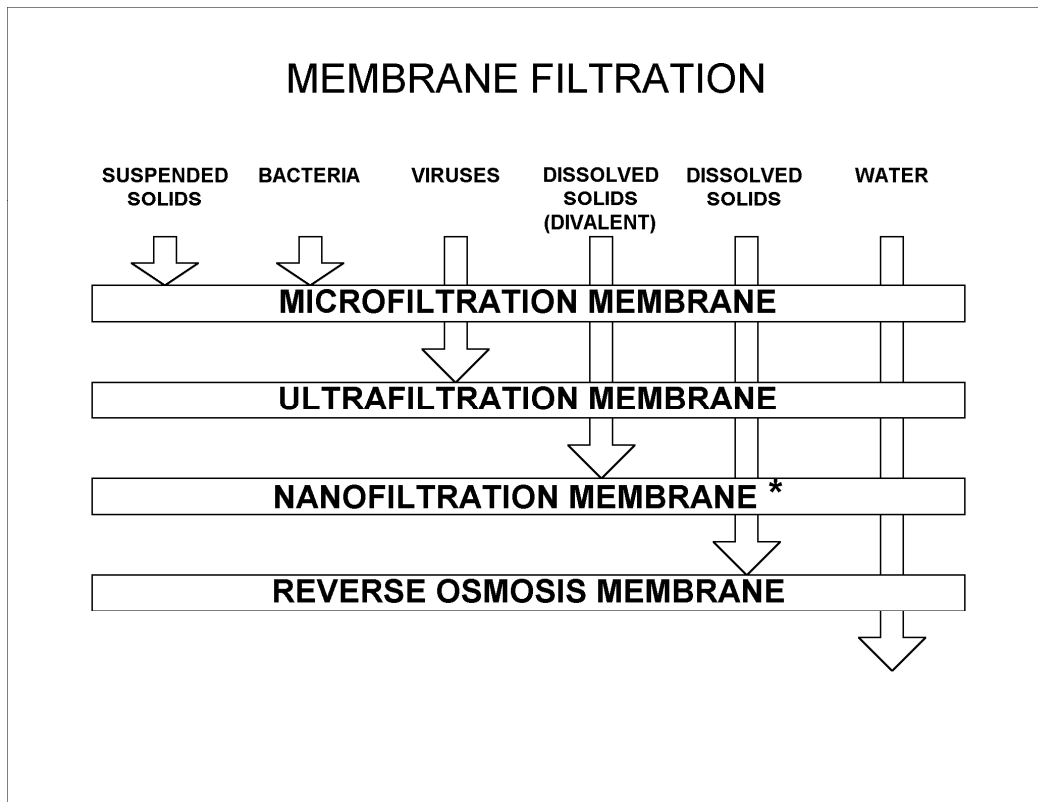 MEMBRANE FILTRATION
SUSPENDED
SOLIDS
BACTERIA
VIRUSES
DISSOLVED
SOLIDS
(DIVALENT)
DISSOLVED
SOLIDS
WATER
MICROFILTRATION MEMBRANE
ULTRAFILTRATION MEMBRANE
NANOFILTRATION MEMBRANE *
REVERSE OSMOSIS MEMBRANE